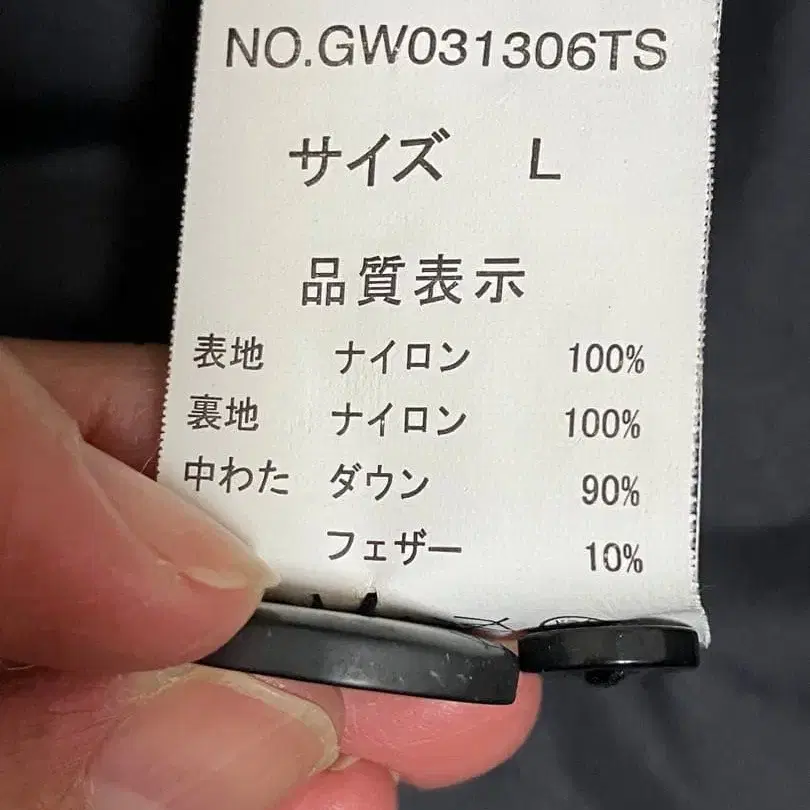 NO.GW031306TS
サイズ L
品質表示
表地 ナイロン 100%
裏地 ナイロン 100%
中わた ダウン 90%
フェザー 10%